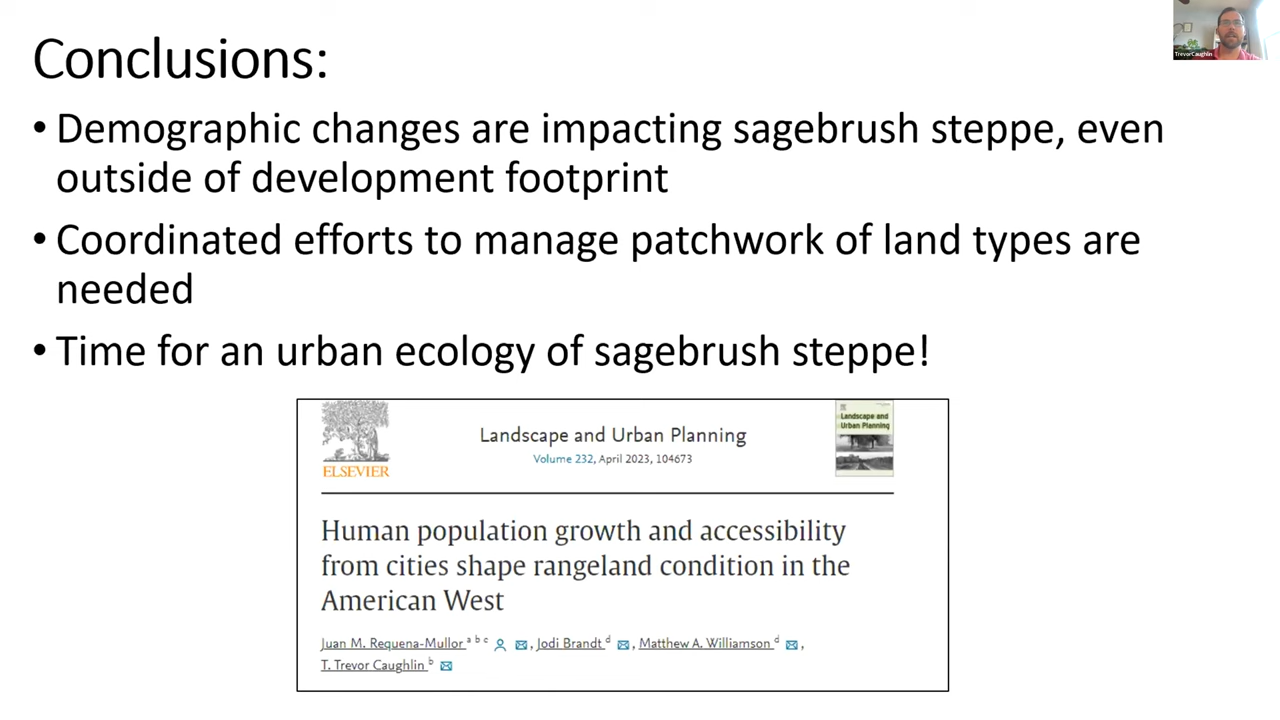 Conclusions:
• Demographic changes are impacting sagebrush steppe, even
outside of development footprint
• Coordinated efforts to manage patchwork of land types are
needed
• Time for an urban ecology of sagebrush steppe!
ELSEVIER
Landscape and Urban Planning
Volume 232, April 2023, 104673
Landscape and
Urban Planning
Human population growth and accessibility
from cities shape rangeland condition in the
American West
Juan M. Requena-Mullor a b c, Jodi Brandt d, Matthew A. Williamson d,
T. Trevor Caughlin b
TrevorCaughlin